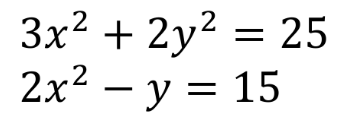 3x² + 2y² = 25
2x² − y = 15